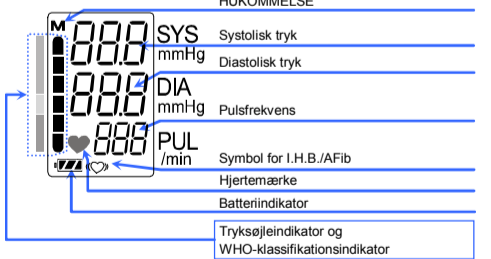 HUKOMMELSE
M
888 SYS
mmHg
Systolisk tryk
Diastolisk tryk
888 DIA
mmHg
Pulsfrekvens
888 PUL
/min
Symbol for I.H.B./AFib
Hjertemærke
Batteriindikator
Tryksøjleindikator og
WHO-klassifikationsindikator